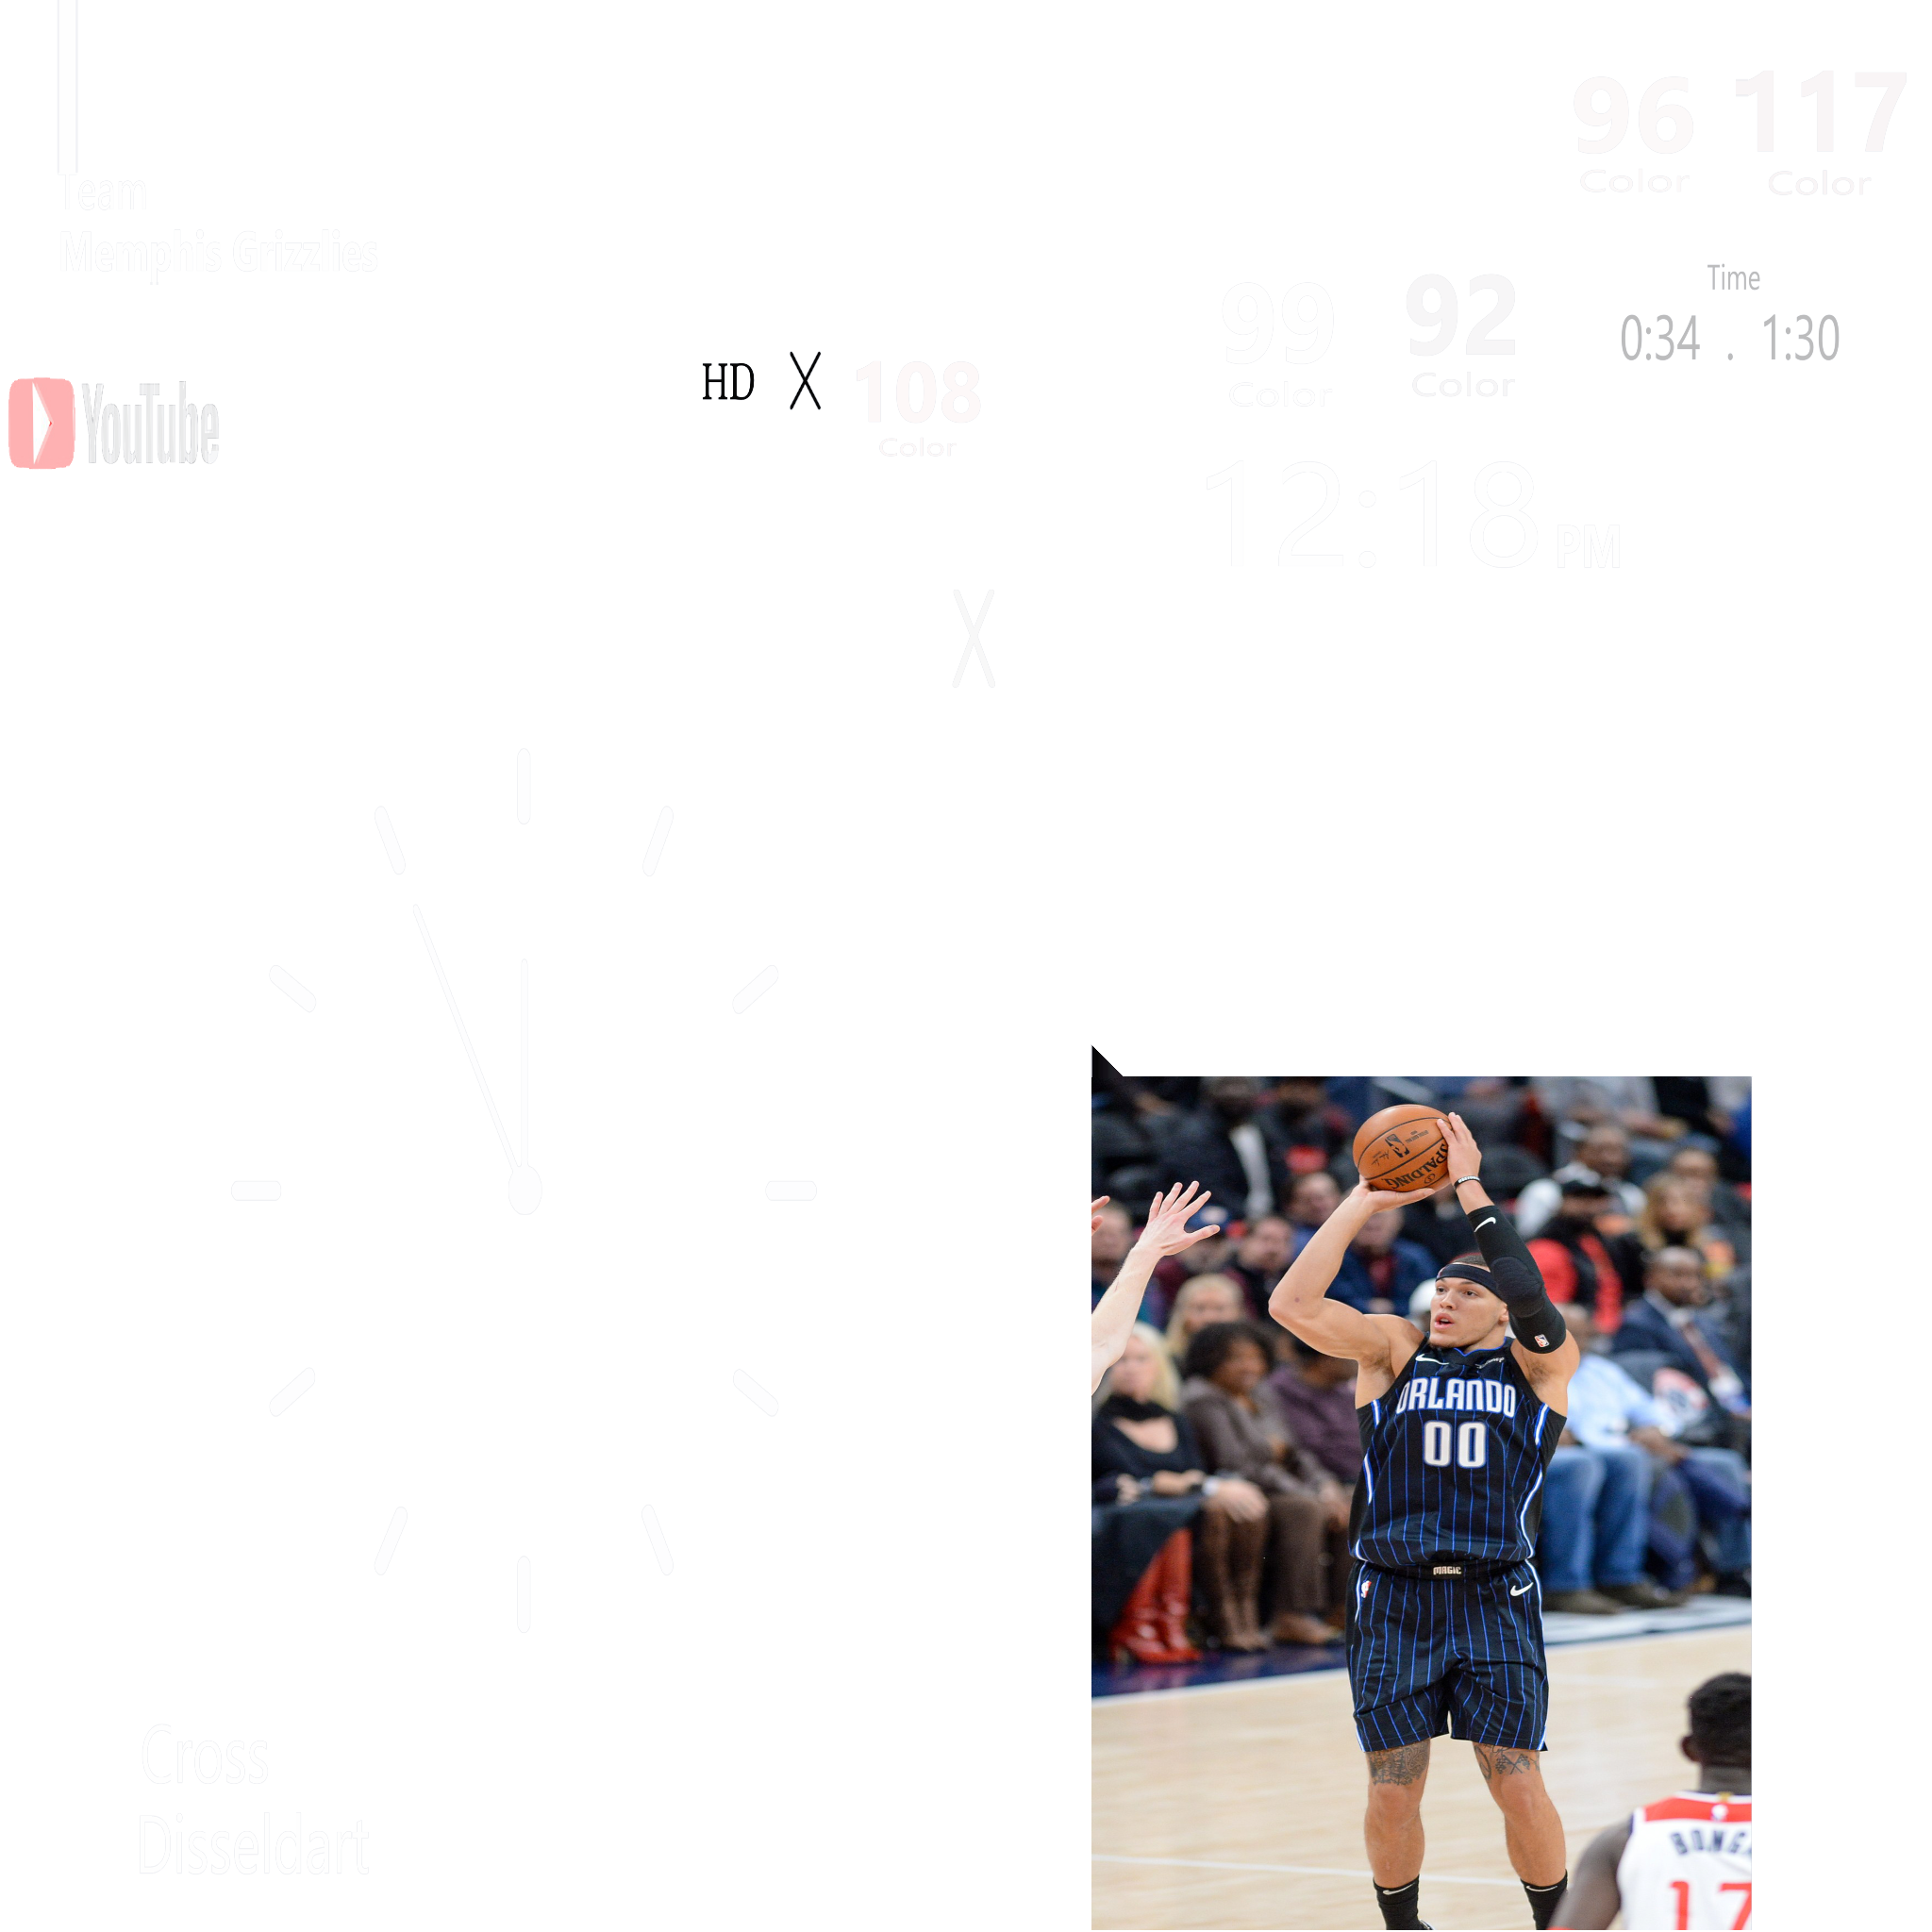 96 117
Color Color
Team
Memphis Grizzlies
Time
0:34 . 1:30
99 92
Color Color
HD X 108
Color
YouTube
12:18 PM
X
SPALDING
ORLANDO
00
MAGIC
Cross
Disseldart
17